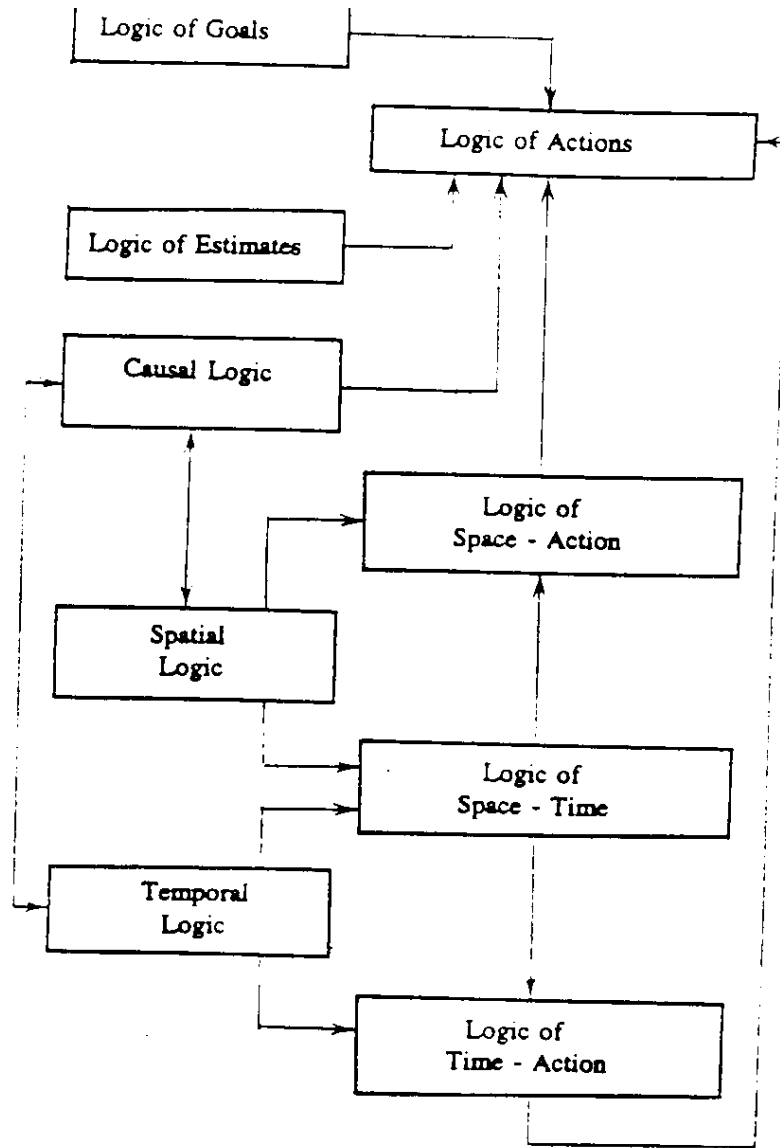 Logic of Goals
Logic of Actions
Logic of Estimates
Causal Logic
Logic of
Space - Action
Spatial
Logic
Logic of
Space - Time
Temporal
Logic
Logic of
Time - Action